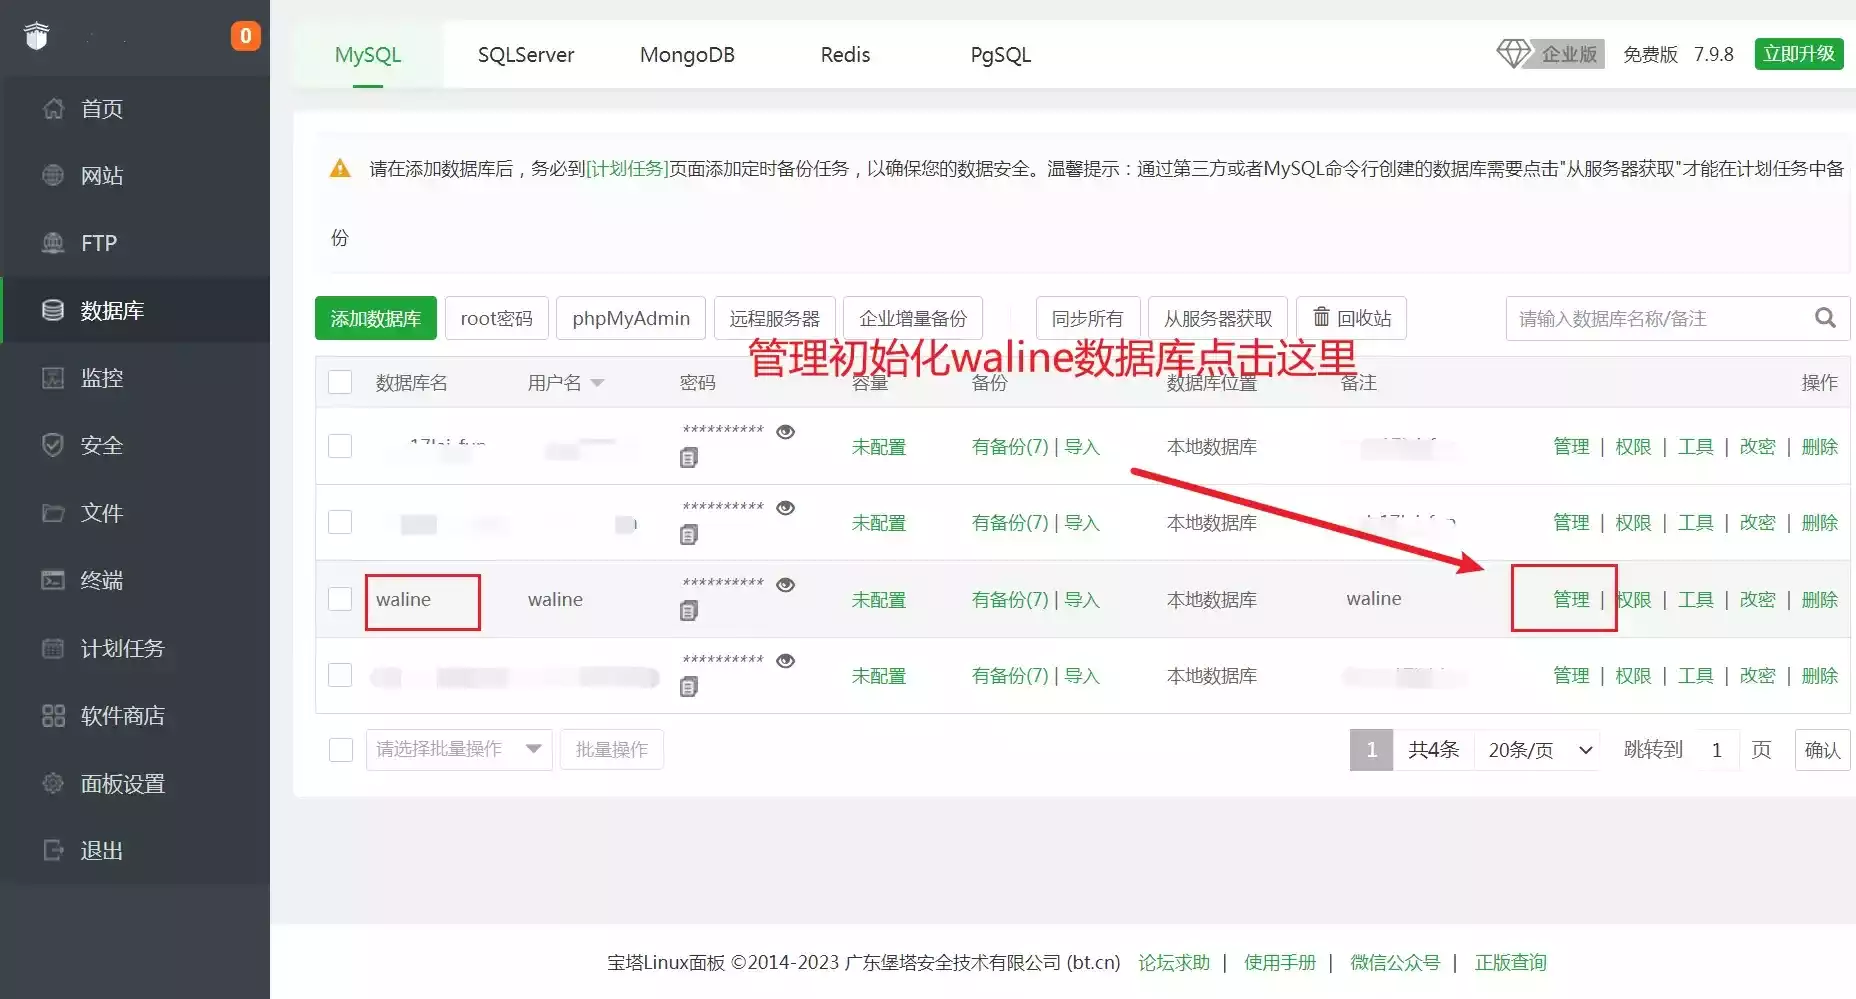 0
首页
网站
FTP
数据库
监控
安全
文件
终端
计划任务
软件商店
面板设置
退出
MySQL SQLServer MongoDB Redis PgSQL 企业版 免费版 7.9.8 立即升级
请在添加数据库后，务必到[计划任务]页面添加定时备份任务，以确保您的数据安全。温馨提示：通过第三方或者MySQL命令行创建的数据库需要点击"从服务器获取"才能在计划任务中备
份
添加数据库 root密码 phpMyAdmin 远程服务器 企业增量备份 同步所有 从服务器获取 回收站 请输入数据库名称/备注
管理初始化waline数据库点击这里
数据库名 用户名 密码 容量 备份 数据库位置 备注 操作
********** 未配置 有备份(7) | 导入 本地数据库 管理 | 权限 | 工具 | 改密 | 删除
********** 未配置 有备份(7) | 导入 本地数据库 管理 | 权限 | 工具 | 改密 | 删除
waline waline ********** 未配置 有备份(7) | 导入 本地数据库 waline 管理 | 权限 | 工具 | 改密 | 删除
********** 未配置 有备份(7) | 导入 本地数据库 管理 | 权限 | 工具 | 改密 | 删除
请选择批量操作 批量操作 1 共4条 20条/页 跳转到 1 页 确认
宝塔Linux面板 ©2014-2023 广东堡塔安全技术有限公司 (bt.cn) 论坛求助 | 使用手册 | 微信公众号 | 正版查询